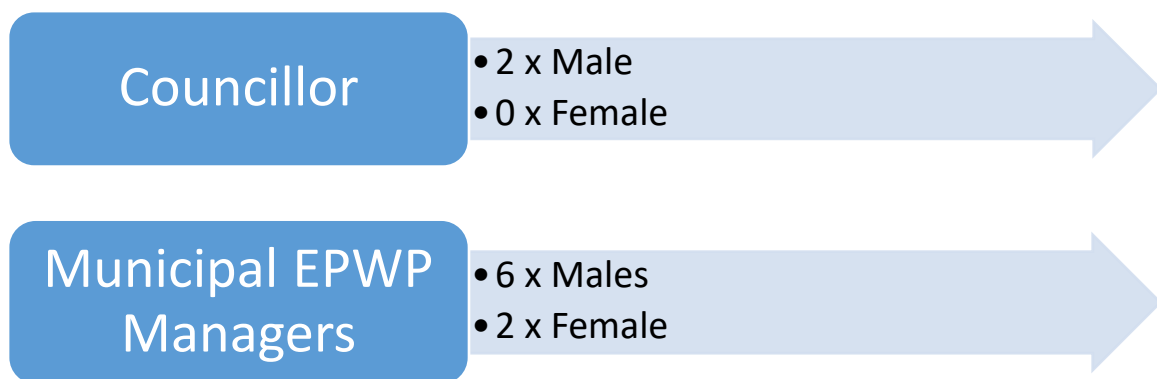 Councillor
• 2 x Male
• 0 x Female
Municipal EPWP
Managers
• 6 x Males
• 2 x Female